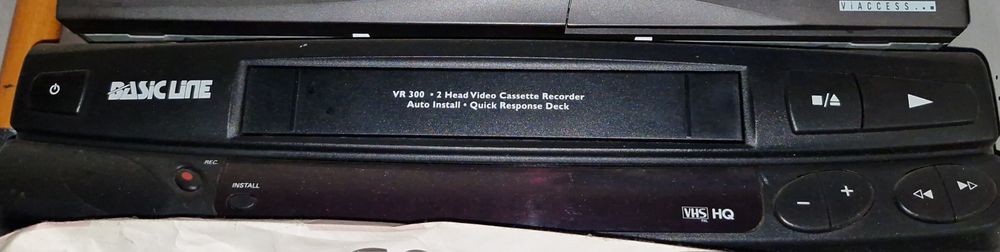 ViACCESS...
BASIC LINE
VR 300 • 2 Head Video Cassette Recorder
Auto Install • Quick Response Deck
REC.
INSTALL
VHS HQ
PAL